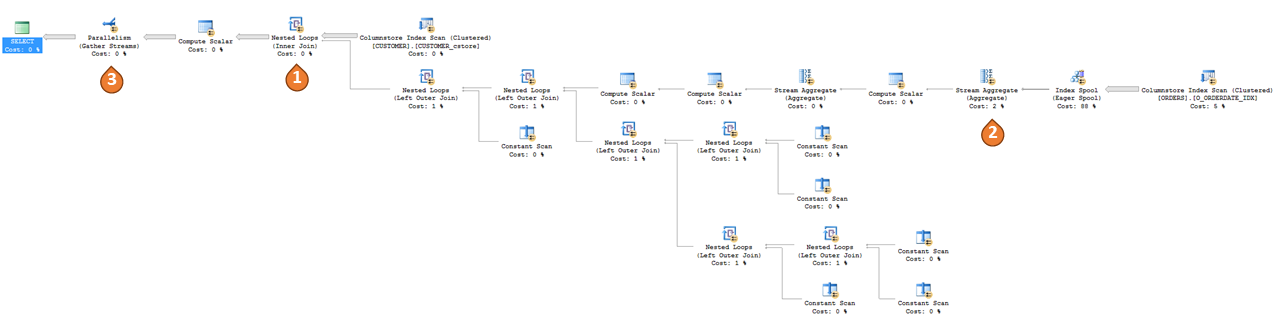 SELECT
Cost: 0 %
Parallelism
(Gather Streams)
Cost: 0 %
3
Compute Scalar
Cost: 0 %
Nested Loops
(Inner Join)
Cost: 0 %
1
Columnstore Index Scan (Clustered)
[CUSTOMER].[CUSTOMER_cstore]
Cost: 0 %
Nested Loops
(Left Outer Join)
Cost: 1 %
Nested Loops
(Left Outer Join)
Cost: 1 %
Compute Scalar
Cost: 0 %
Compute Scalar
Cost: 0 %
Stream Aggregate
(Aggregate)
Cost: 0 %
Compute Scalar
Cost: 0 %
Stream Aggregate
(Aggregate)
Cost: 2 %
2
Index Spool
(Eager Spool)
Cost: 88 %
Columnstore Index Scan (Clustered)
[ORDERS].[O_ORDERDATE_IDX]
Cost: 5 %
Constant Scan
Cost: 0 %
Nested Loops
(Left Outer Join)
Cost: 1 %
Nested Loops
(Left Outer Join)
Cost: 1 %
Constant Scan
Cost: 0 %
Constant Scan
Cost: 0 %
Nested Loops
(Left Outer Join)
Cost: 1 %
Nested Loops
(Left Outer Join)
Cost: 1 %
Constant Scan
Cost: 0 %
Constant Scan
Cost: 0 %
Constant Scan
Cost: 0 %